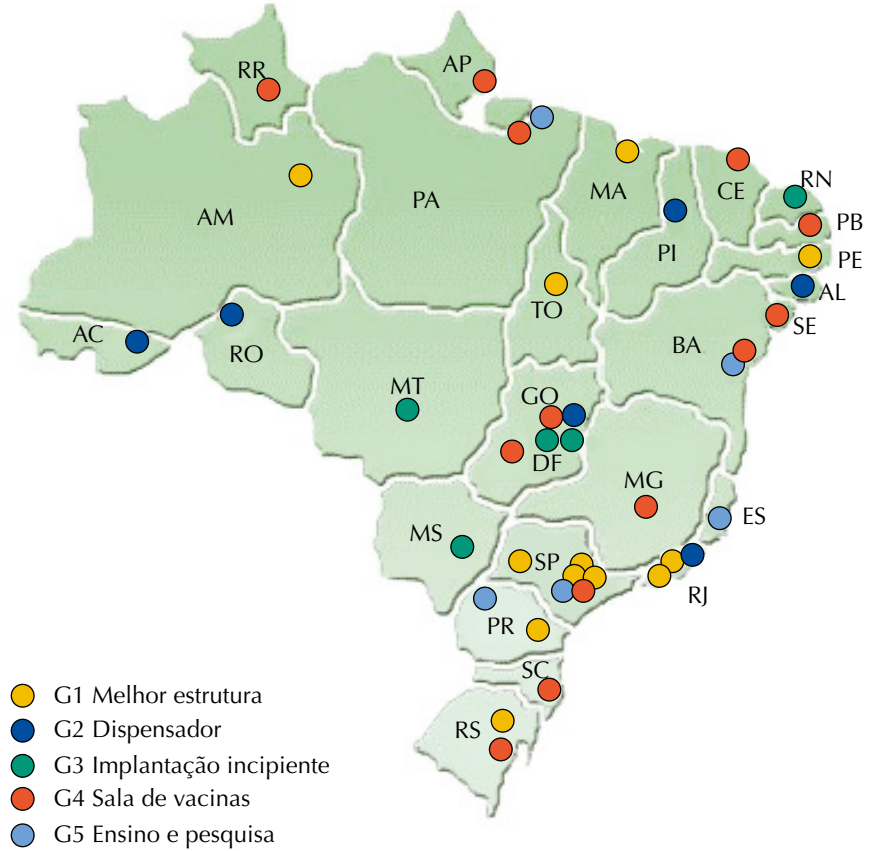 RR
AP
AM
PA
MA
CE
RN
PB
PE
AL
SE
PI
TO
BA
AC
RO
MT
GO
DF
MG
ES
MS
SP
RJ
PR
SC
RS
G1 Melhor estrutura
G2 Dispensador
G3 Implantação incipiente
G4 Sala de vacinas
G5 Ensino e pesquisa